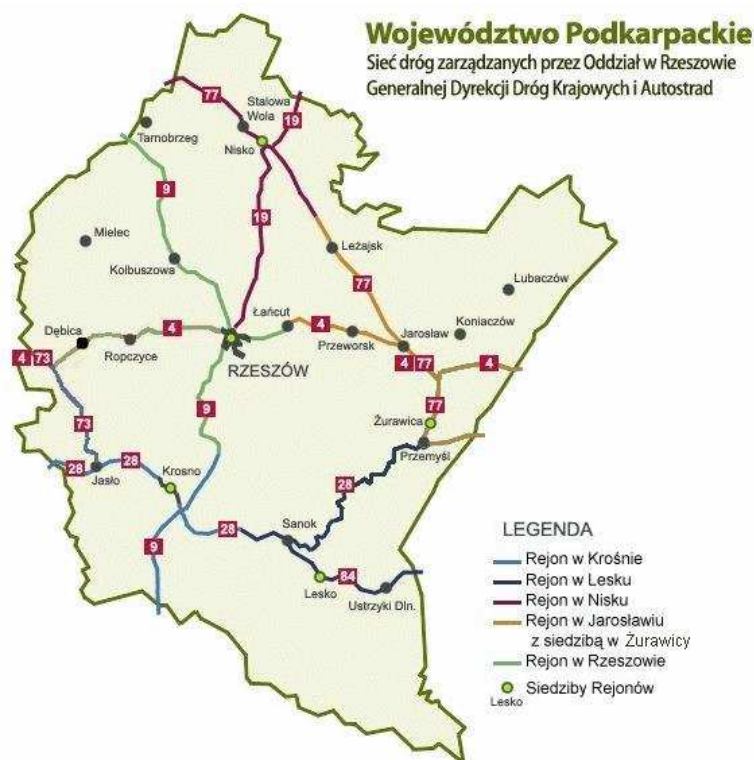 Województwo Podkarpackie
Sieć dróg zarządzanych przez Oddział w Rzeszowie
Generalnej Dyrekcji Dróg Krajowych i Autostrad
77
Stalowa
Wola
19
Tarnobrzeg
Nisko
9
19
Mielec
Leżajsk
Kolbuszowa
77
Lubaczów
Łańcut
Dębica
4
4
Koniaczów
Ropczyce
Przeworsk
Jarosław
4 73
RZESZÓW
4 77
4
77
9
73
Żurawica
Przemyśl
28
28
Krosno
Jasło
28
28
Sanok
9
LEGENDA
Rejon w Krośnie
84
Lesko
Ustrzyki Dln.
Rejon w Lesku
Rejon w Nisku
Rejon w Jarosławiu
z siedzibą w Żurawicy
Rejon w Rzeszowie
Siedziby Rejonów
Lesko